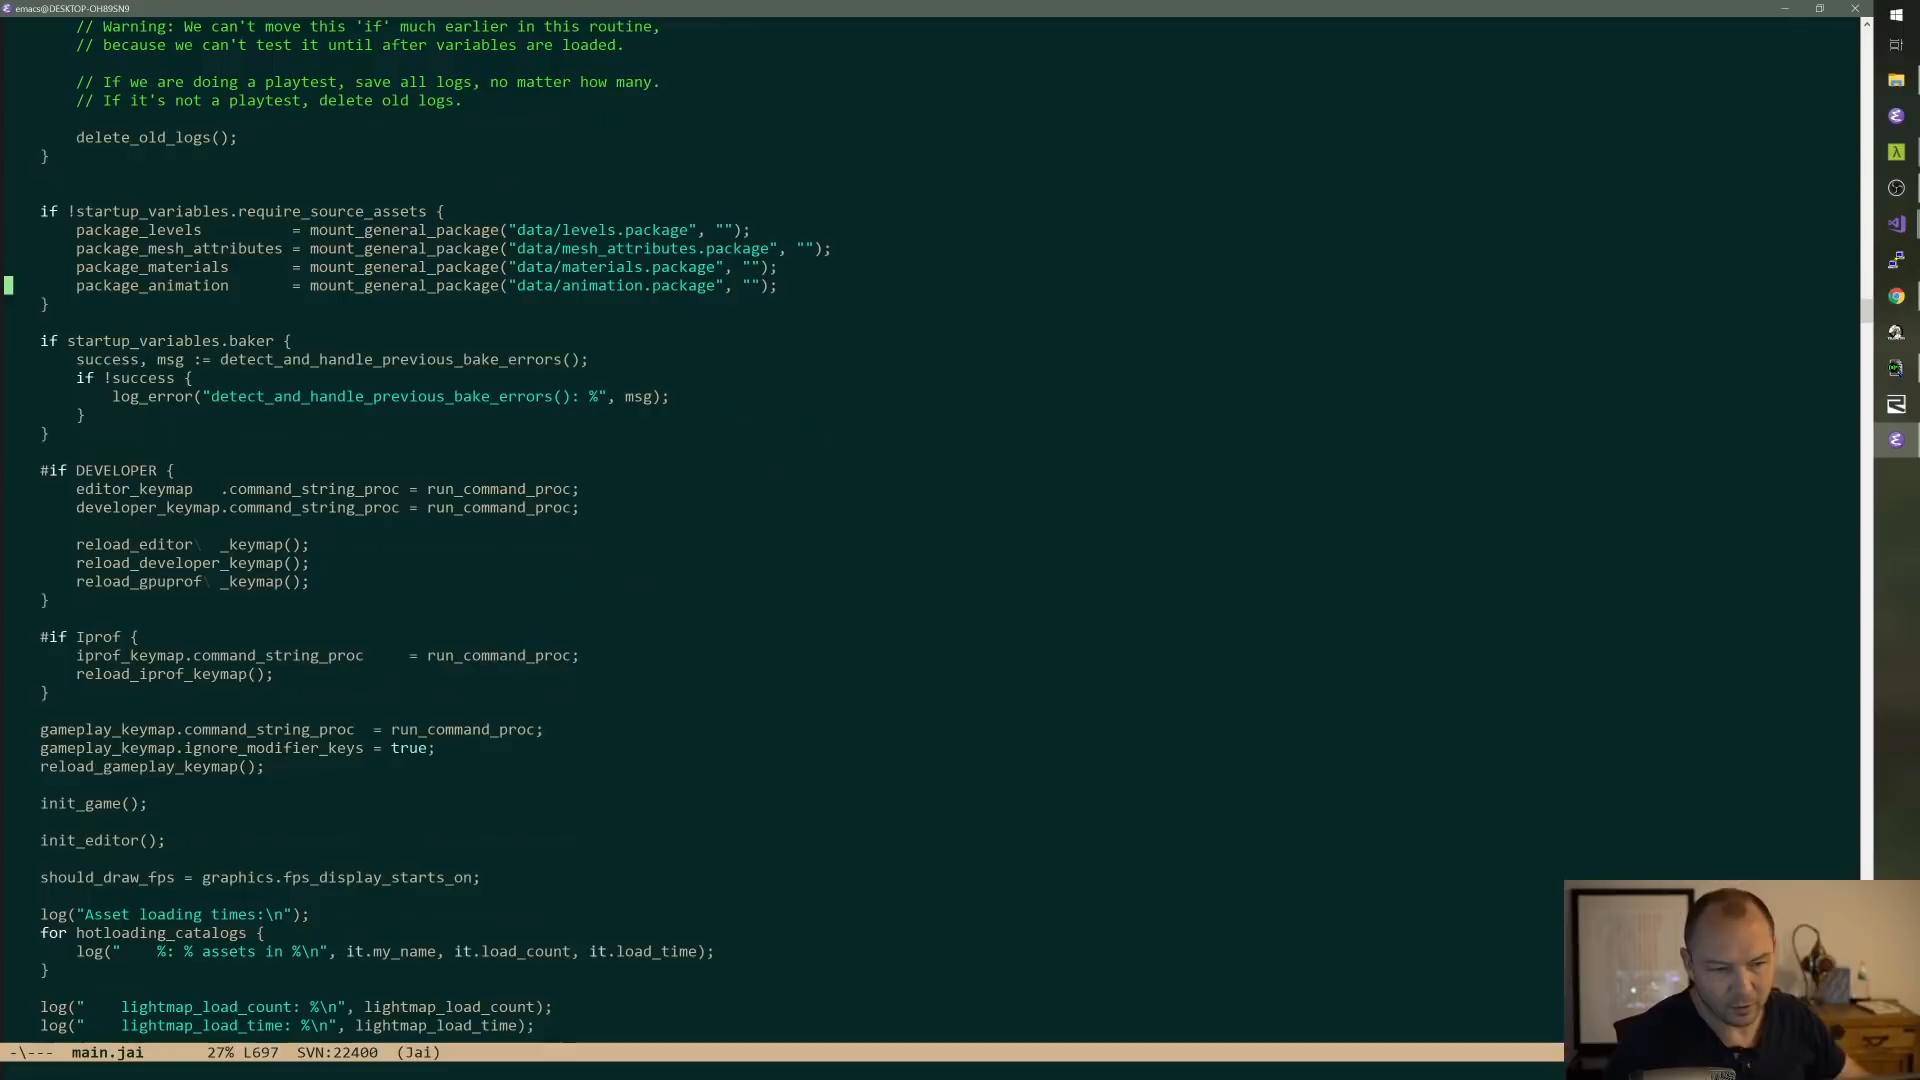 emacs@DESKTOP-OH89SN9
// Warning: We can't move this 'if' much earlier in this routine,
// because we can't test it until after variables are loaded.
// If we are doing a playtest, save all logs, no matter how many.
// If it's not a playtest, delete old logs.
delete_old_logs();
}
if !startup_variables.require_source_assets {
package_levels          = mount_general_package("data/levels.package", "");
package_mesh_attributes = mount_general_package("data/mesh_attributes.package", "");
package_materials       = mount_general_package("data/materials.package", "");
package_animation       = mount_general_package("data/animation.package", "");
}
if startup_variables.baker {
success, msg := detect_and_handle_previous_bake_errors();
if !success {
log_error("detect_and_handle_previous_bake_errors(): %", msg);
}
}
#if DEVELOPER {
editor_keymap   .command_string_proc = run_command_proc;
developer_keymap.command_string_proc = run_command_proc;
reload_editor\  _keymap();
reload_developer_keymap();
reload_gpuprof\ _keymap();
}
#if Iprof {
iprof_keymap.command_string_proc     = run_command_proc;
reload_iprof_keymap();
}
gameplay_keymap.command_string_proc  = run_command_proc;
gameplay_keymap.ignore_modifier_keys = true;
reload_gameplay_keymap();
init_game();
init_editor();
should_draw_fps = graphics.fps_display_starts_on;
log("Asset loading times:\n");
for hotloading_catalogs {
log("    %: % assets in %\n", it.my_name, it.load_count, it.load_time);
}
log("    lightmap_load_count: %\n", lightmap_load_count);
log("    lightmap_load_time: %\n", lightmap_load_time);
-\---  main.jai       27% L697  SVN:22400  (Jai)